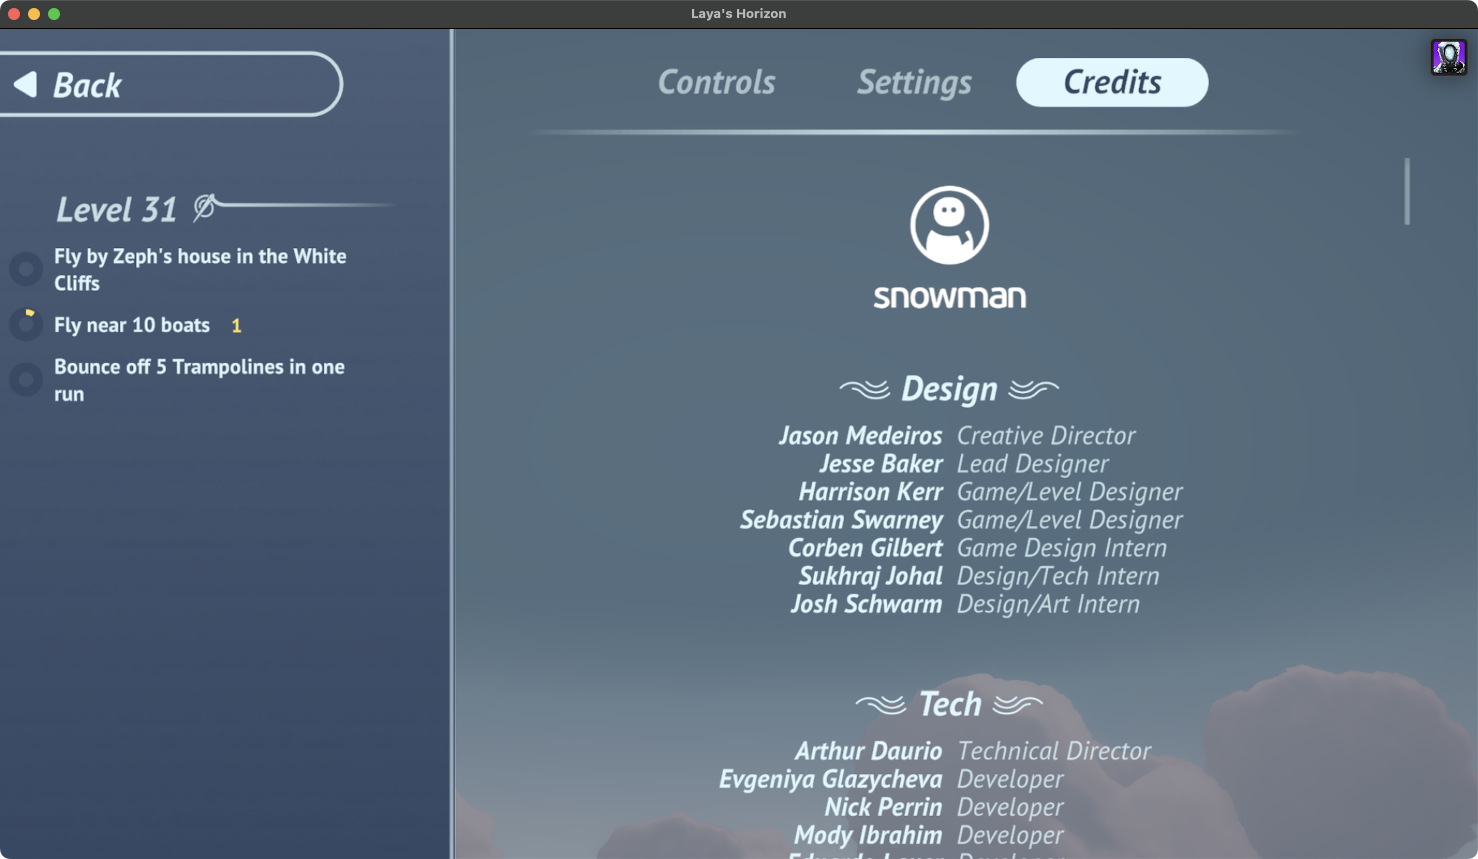 Laya's Horizon
Back
Controls Settings Credits
Level 31
Fly by Zeph's house in the White
Cliffs
Fly near 10 boats 1
Bounce off 5 Trampolines in one
run
snowman
Design
Jason Medeiros Creative Director
Jesse Baker Lead Designer
Harrison Kerr Game/Level Designer
Sebastian Swarney Game/Level Designer
Corben Gilbert Game Design Intern
Sukhraj Johal Design/Tech Intern
Josh Schwarm Design/Art Intern
Tech
Arthur Daurio Technical Director
Evgeniya Glazycheva Developer
Nick Perrin Developer
Mody Ibrahim Developer